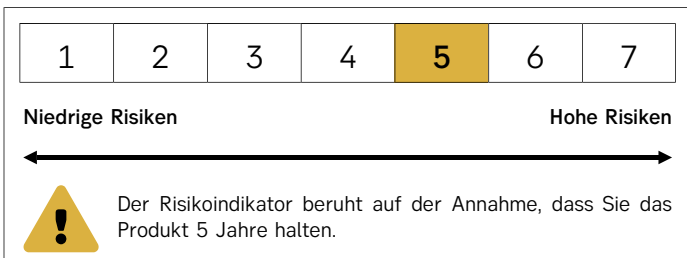 1 2 3 4 5 6 7
Niedrige Risiken Hohe Risiken
Der Risikoindikator beruht auf der Annahme, dass Sie das
Produkt 5 Jahre halten.